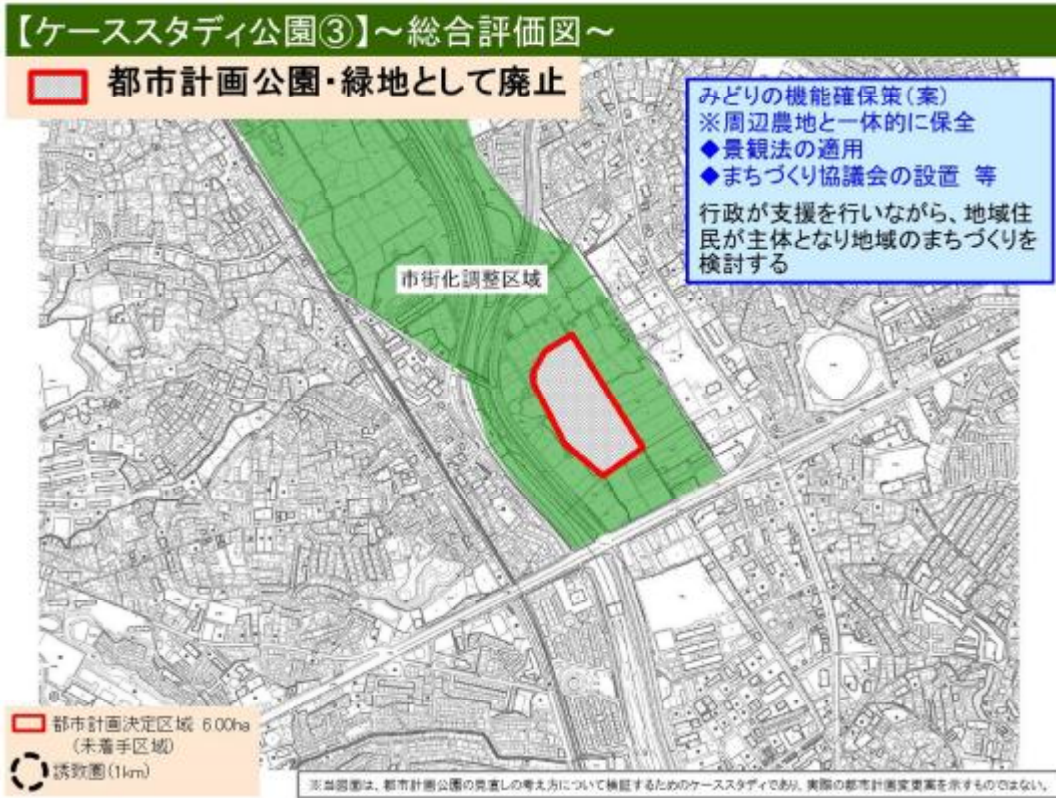 【ケーススタディ公園③】～総合評価図～
都市計画公園・緑地として廃止
みどりの機能確保策（案）
※周辺農地と一体的に保全
◆景観法の適用
◆まちづくり協議会の設置 等
行政が支援を行いながら、地域住
民が主体となり地域のまちづくりを
検討する
市街化調整区域
都市計画決定区域 6.00ha
（未着手区域）
誘致圏(1km)
※当図面は、都市計画公園の見直しの考え方について検証するためのケーススタディであり、実際の都市計画変更案を示すものではない。